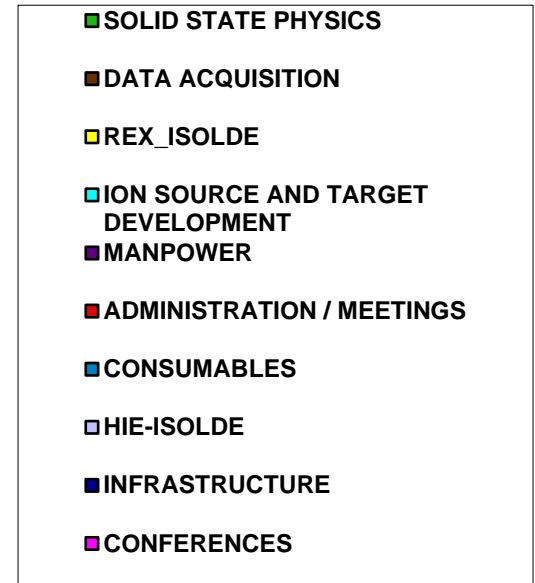 SOLID STATE PHYSICS
DATA ACQUISITION
REX_ISOLDE
ION SOURCE AND TARGET
DEVELOPMENT
MANPOWER
ADMINISTRATION / MEETINGS
CONSUMABLES
HIE-ISOLDE
INFRASTRUCTURE
CONFERENCES